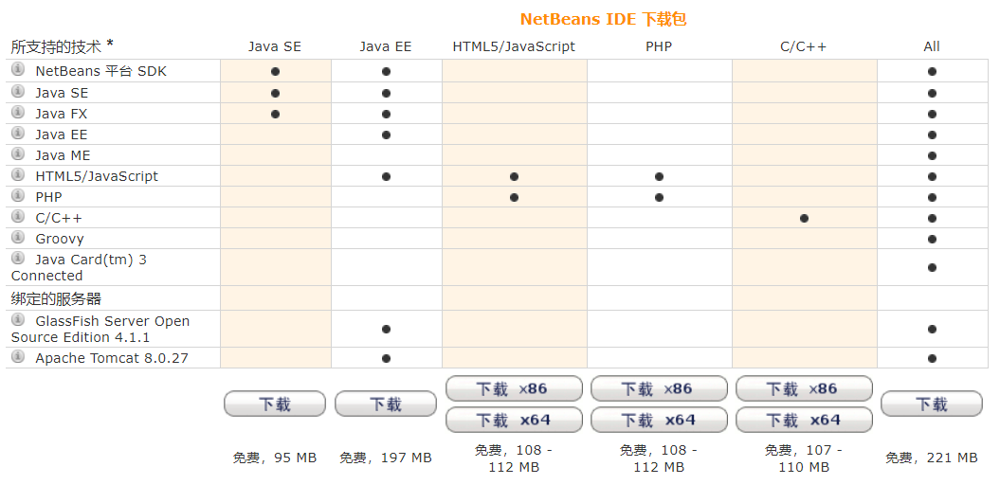 NetBeans IDE 下载包
所支持的技术 * Java SE Java EE HTML5/JavaScript PHP C/C++ All
NetBeans 平台 SDK ● ● ●
Java SE ● ● ●
Java FX ● ● ●
Java EE ● ●
Java ME ●
HTML5/JavaScript ● ● ● ●
PHP ● ● ●
C/C++ ● ●
Groovy ●
Java Card(tm) 3
Connected ●
绑定的服务器
GlassFish Server Open
Source Edition 4.1.1 ● ●
Apache Tomcat 8.0.27 ● ●
下载 x86 下载 x86 下载 x86
下载 下载 下载
下载 x64 下载 x64 下载 x64
免费，95 MB 免费，197 MB 免费，108 -
112 MB 免费，108 -
112 MB 免费，107 -
110 MB 免费，221 MB